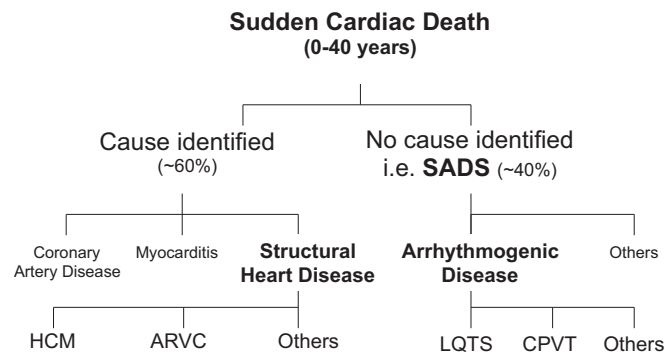 Sudden Cardiac Death
(0-40 years)
Cause identified
(~60%)
No cause identified
i.e. SADS (~40%)
Coronary
Artery Disease
Myocarditis
Structural
Heart Disease
Arrhythmogenic
Disease
Others
HCM
ARVC
Others
LQTS
CPVT
Others